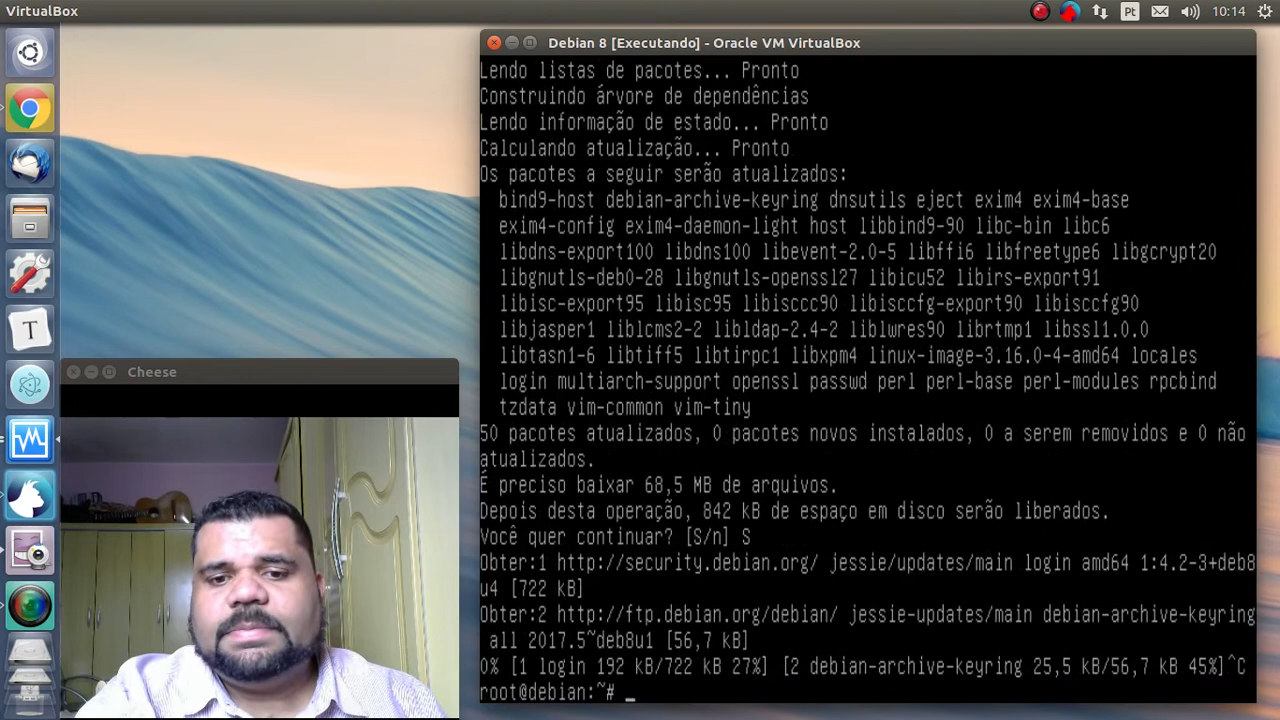 VirtualBox
Pt
10:14
Debian 8 [Executando] - Oracle VM VirtualBox
Lendo listas de pacotes... Pronto
Construindo árvore de dependências
Lendo informação de estado... Pronto
Calculando atualização... Pronto
Os pacotes a seguir serão atualizados:
bind9-host debian-archive-keyring dnsutils eject exim4 exim4-base
exim4-config exim4-daemon-light host libbind9-90 libc-bin libc6
libdns-export100 libdns100 libevent-2.0-5 libffi6 libfreetype6 libgcrypt20
libgnutls-deb0-28 libgnutls-openssl27 libicu52 libirs-export91
libisc-export95 libisc95 libisccc90 libisccfg-export90 libisccfg90
libjasper1 liblcms2-2 libldap-2.4-2 liblwres90 librtmp1 libssl1.0.0
libtasn1-6 libtiff5 libtirpc1 libxpm4 linux-image-3.16.0-4-amd64 locales
login multiarch-support openssl passwd perl perl-base perl-modules rpcbind
tzdata vim-common vim-tiny
50 pacotes atualizados, 0 pacotes novos instalados, 0 a serem removidos e 0 não
atualizados.
É preciso baixar 68,5 MB de arquivos.
Depois desta operação, 842 kB de espaço em disco serão liberados.
Você quer continuar? [S/n] S
Obter:1 http://security.debian.org/ jessie/updates/main login amd64 1:4.2-3+deb8
u4 [722 kB]
Obter:2 http://ftp.debian.org/debian/ jessie-updates/main debian-archive-keyring
all 2017.5~deb8u1 [56,7 kB]
0% [1 login 192 kB/722 kB 27%] [2 debian-archive-keyring 25,5 kB/56,7 kB 45%]^C
root@debian:~# _
T
Cheese